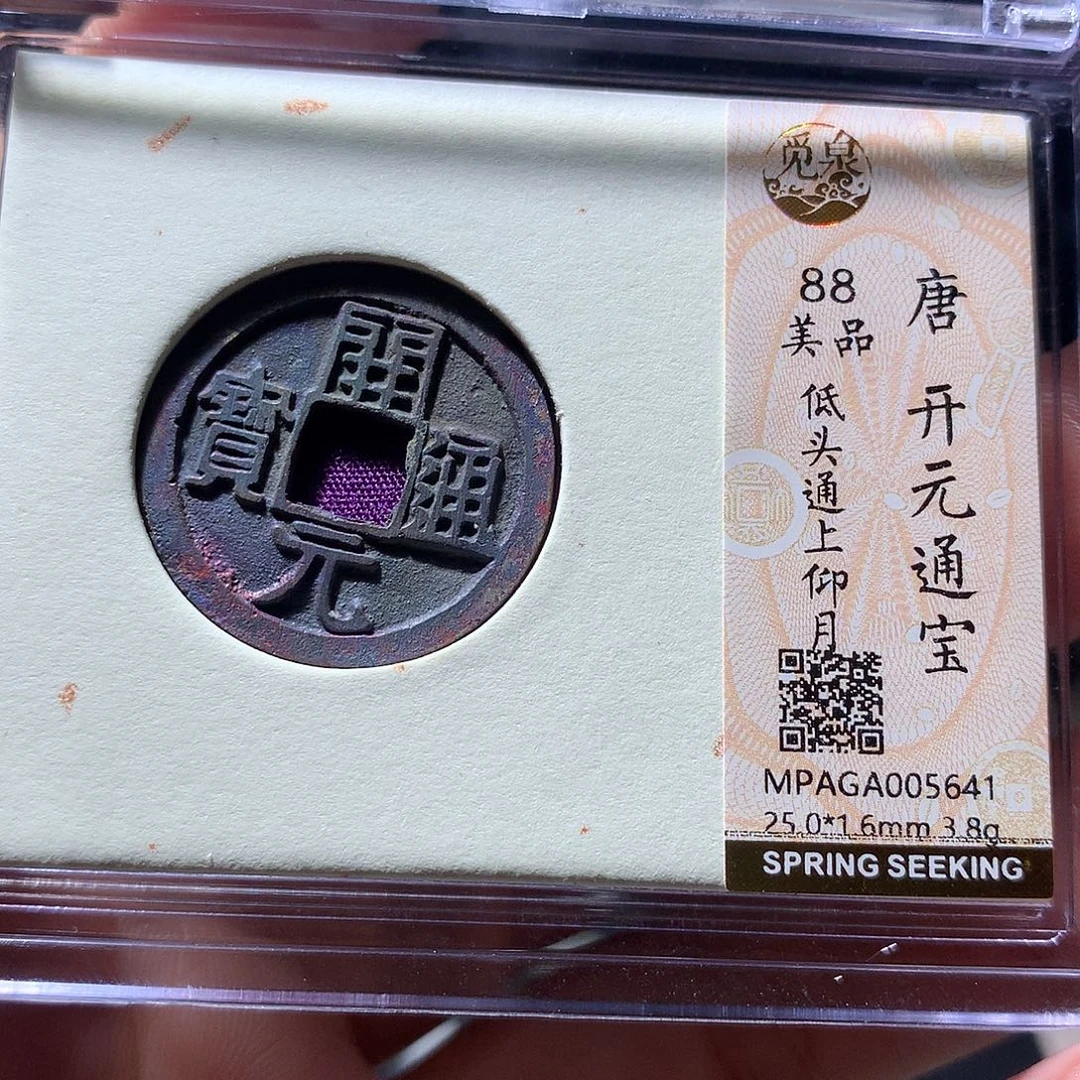 開
元
通
寶
觅泉
唐 开元通宝
88
美品
低头通上仰月
MPAGA005641
25.0*1.6mm 3.8g
SPRING SEEKING